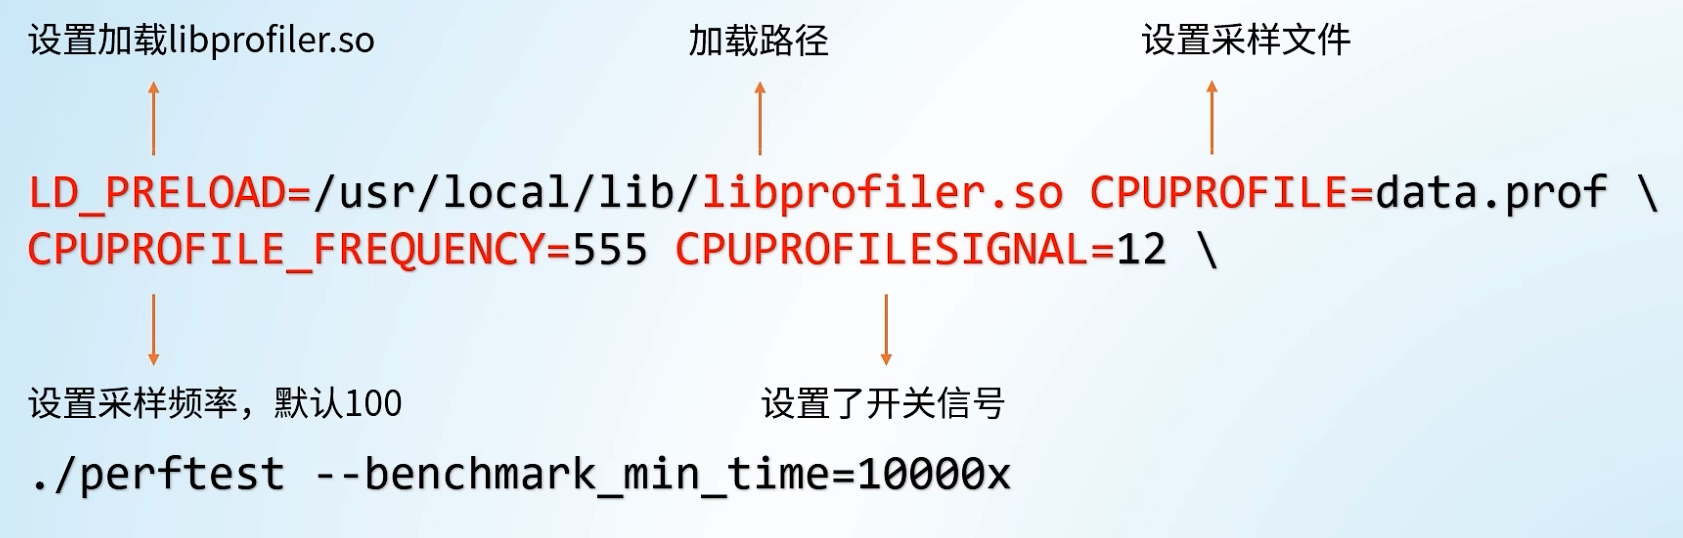 设置加载libprofiler.so 加载路径 设置采样文件
LD_PRELOAD=/usr/local/lib/libprofiler.so CPUPROFILE=data.prof \
CPUPROFILE_FREQUENCY=555 CPUPROFILESIGNAL=12 \
设置采样频率，默认100 设置了开关信号
./perftest --benchmark_min_time=10000x